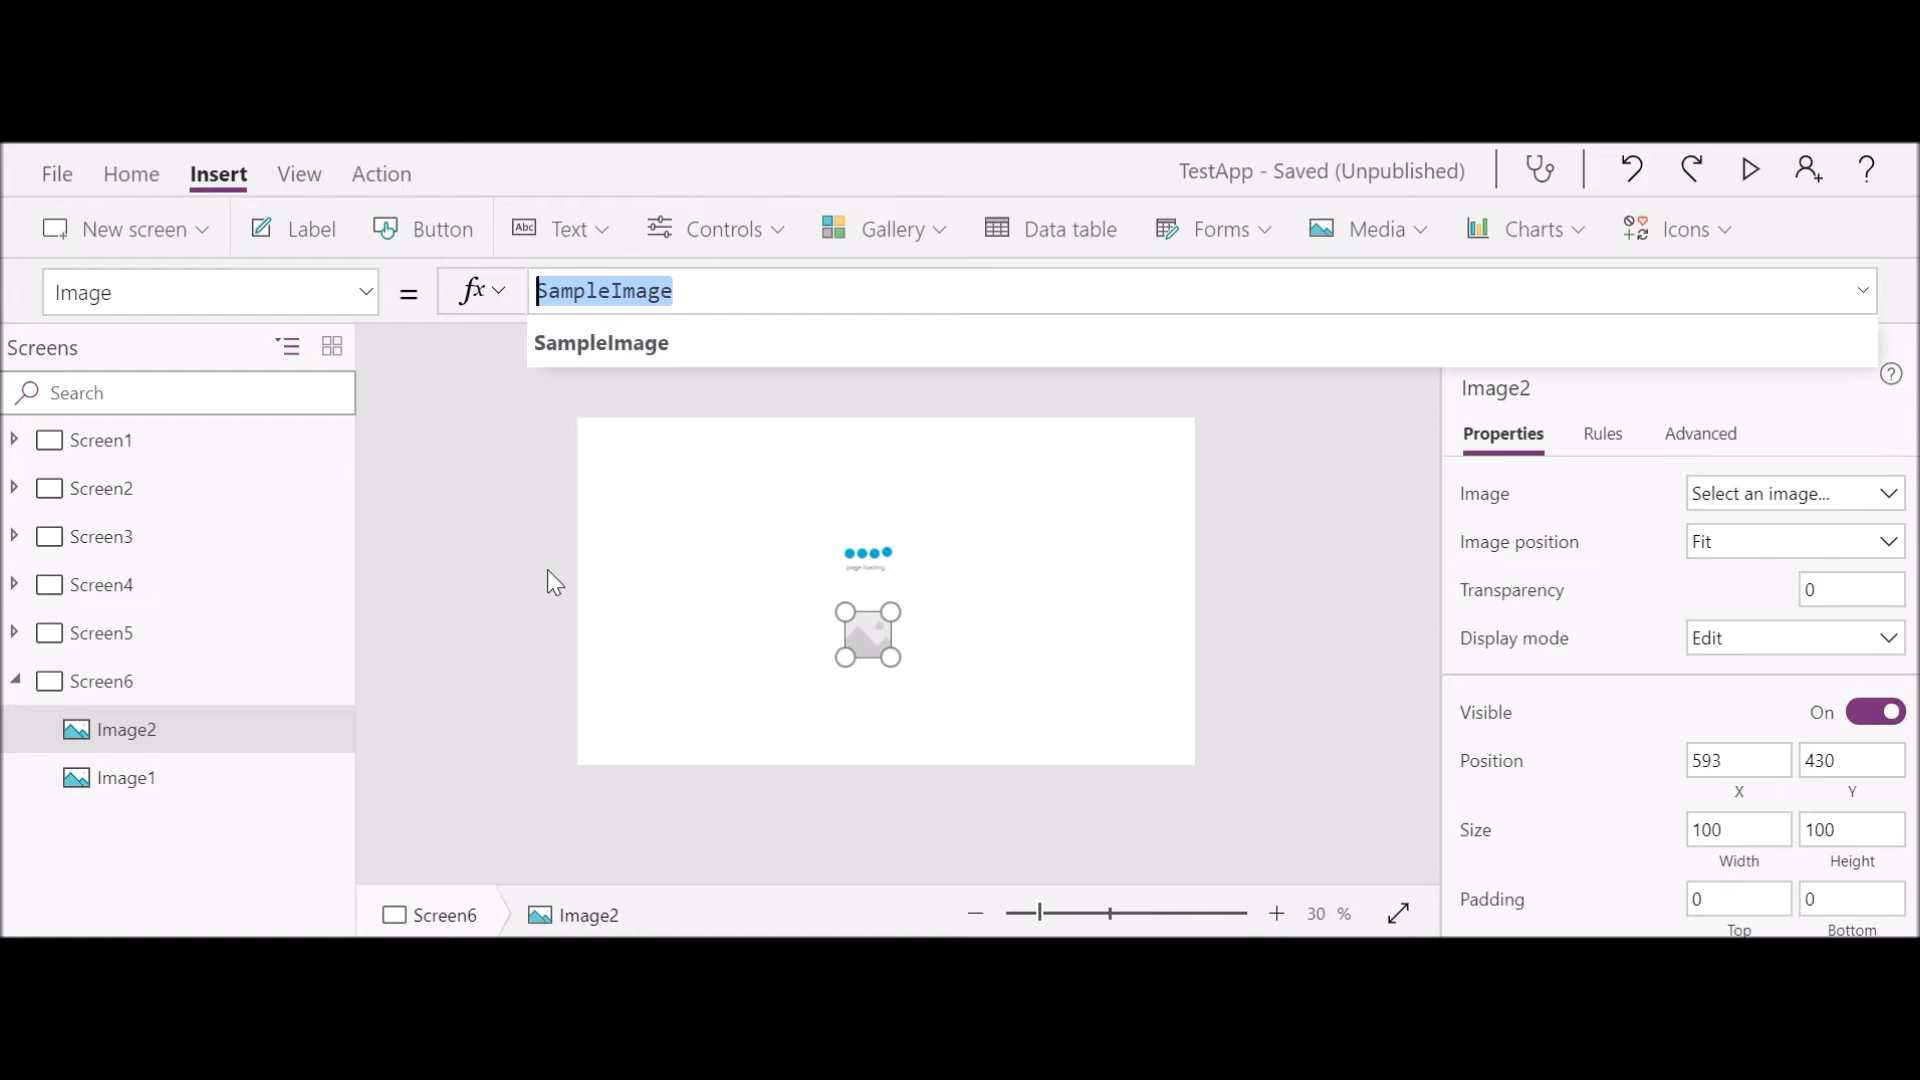 File Home Insert View Action TestApp - Saved (Unpublished) ?
New screen Label Button Abc Text Controls Gallery Data table Forms Media Charts Icons
Image = fx SampleImage
SampleImage
Screens
Search
Screen1
Screen2
Screen3
Screen4
Screen5
Screen6
Image2
Image1
page loading...
Image2 ?
Properties Rules Advanced
Image Select an image...
Image position Fit
Transparency 0
Display mode Edit
Visible On
Position 593 430
X Y
Size 100 100
Width Height
Padding 0 0
Top Bottom
Screen6 Image2 30 %